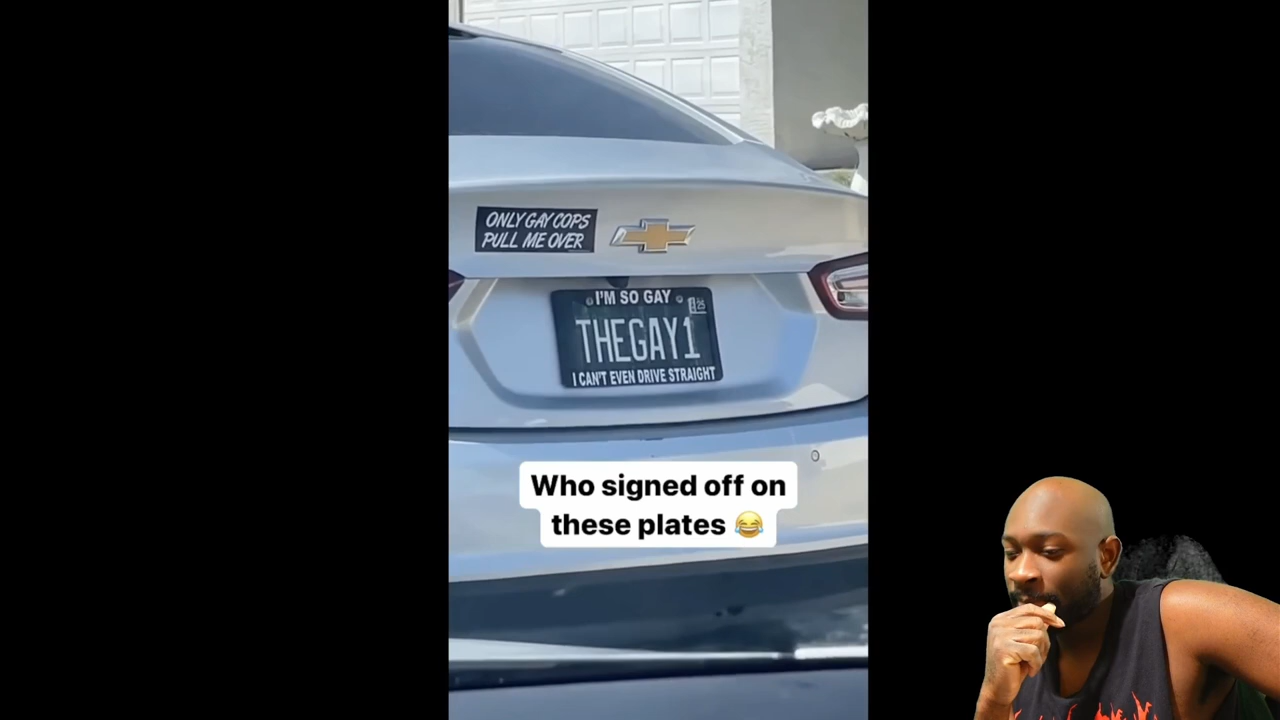 ONLY GAY COPS
PULL ME OVER
I'M SO GAY
25
THEGAY1
I CAN'T EVEN DRIVE STRAIGHT
Who signed off on
these plates 😂